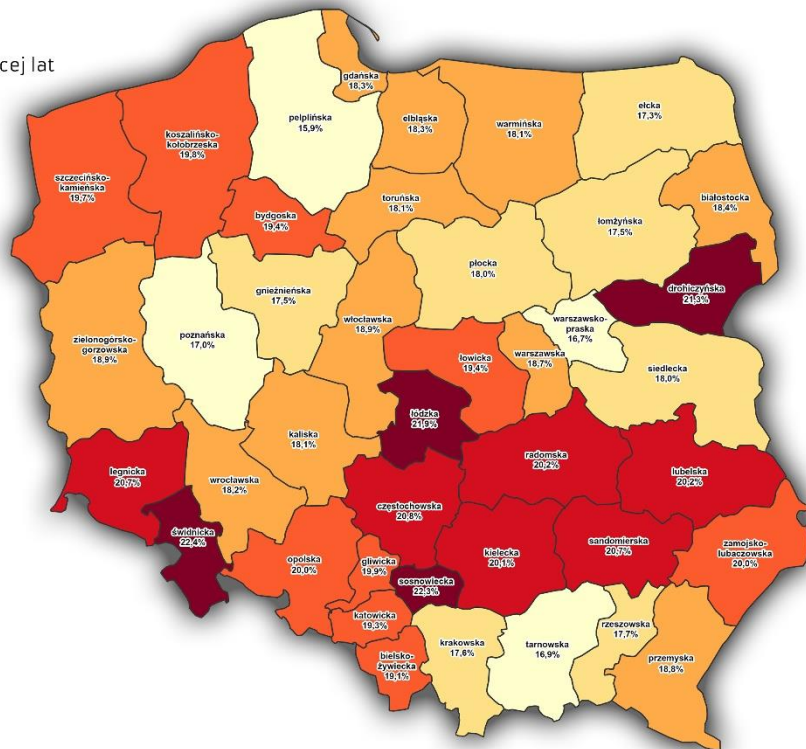 cej lat
gdańska
18,3%
pelplińska
15,9%
koszalińsko-
kołobrzeska
19,8%
elbląska
18,3%
warmińska
18,1%
ełcka
17,3%
szczecińsko-
kamieńska
19,7%
bydgoska
19,4%
toruńska
18,1%
łomżyńska
17,5%
białostocka
18,4%
płocka
18,0%
drohiczyńska
21,3%
gnieźnieńska
17,5%
włocławska
18,9%
warszawsko-
praska
16,7%
zielonogórsko-
gorzowska
18,9%
poznańska
17,0%
łowicka
19,4%
warszawska
18,7%
siedlecka
18,0%
łódzka
21,9%
kaliska
18,1%
radomska
20,2%
lubelska
20,2%
legnicka
20,7%
wrocławska
18,2%
częstochowska
20,8%
świdnicka
22,4%
kielecka
20,1%
sandomierska
20,7%
zamojsko-
lubaczowska
20,0%
opolska
20,0%
gliwicka
19,9%
sosnowiecka
22,3%
katowicka
19,3%
bielsko-
żywiecka
19,1%
krakowska
17,6%
tarnowska
16,9%
rzeszowska
17,7%
przemyska
18,8%